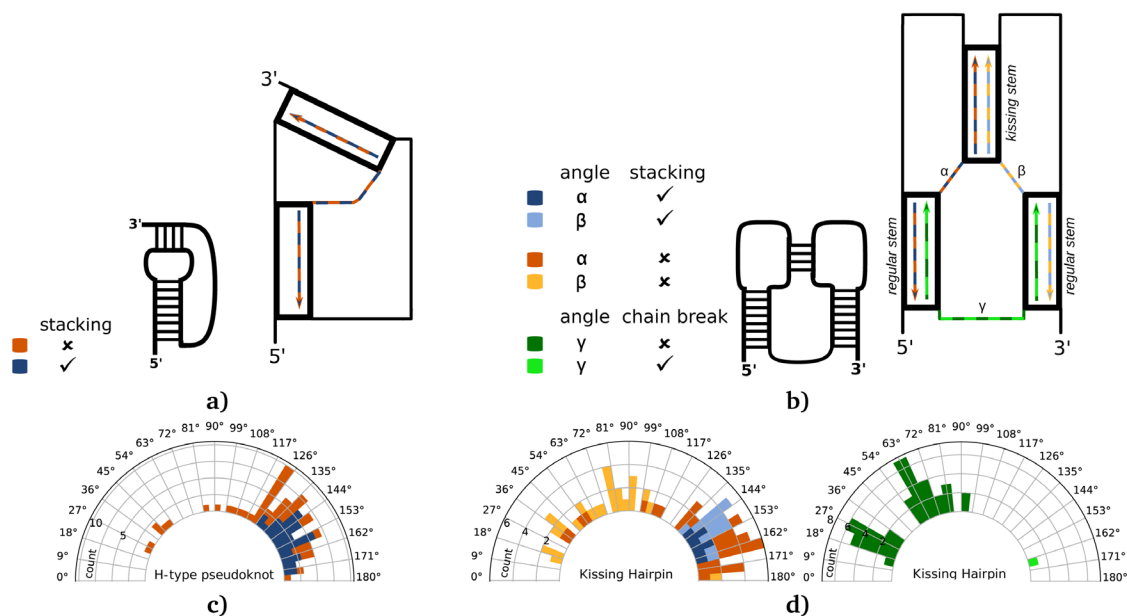 3'
3'
5'
stacking
✘
✓
5'
a)
angle stacking
α ✓
β ✓
α ✘
β ✘
angle chain break
γ ✘
γ ✓
5' 3'
kissing stem
α β
regular stem
regular stem
γ
5' 3'
b)
0° 9° 18° 27° 36° 45° 54° 63° 72° 81° 90° 99° 108° 117° 126° 135° 144° 153° 162° 171° 180°
10 5
count
H-type pseudoknot
c)
0° 9° 18° 27° 36° 45° 54° 63° 72° 81° 90° 99° 108° 117° 126° 135° 144° 153° 162° 171° 180°
6 4 2
count
Kissing Hairpin
0° 9° 18° 27° 36° 45° 54° 63° 72° 81° 90° 99° 108° 117° 126° 135° 144° 153° 162° 171° 180°
8 6 4 2
count
Kissing Hairpin
d)